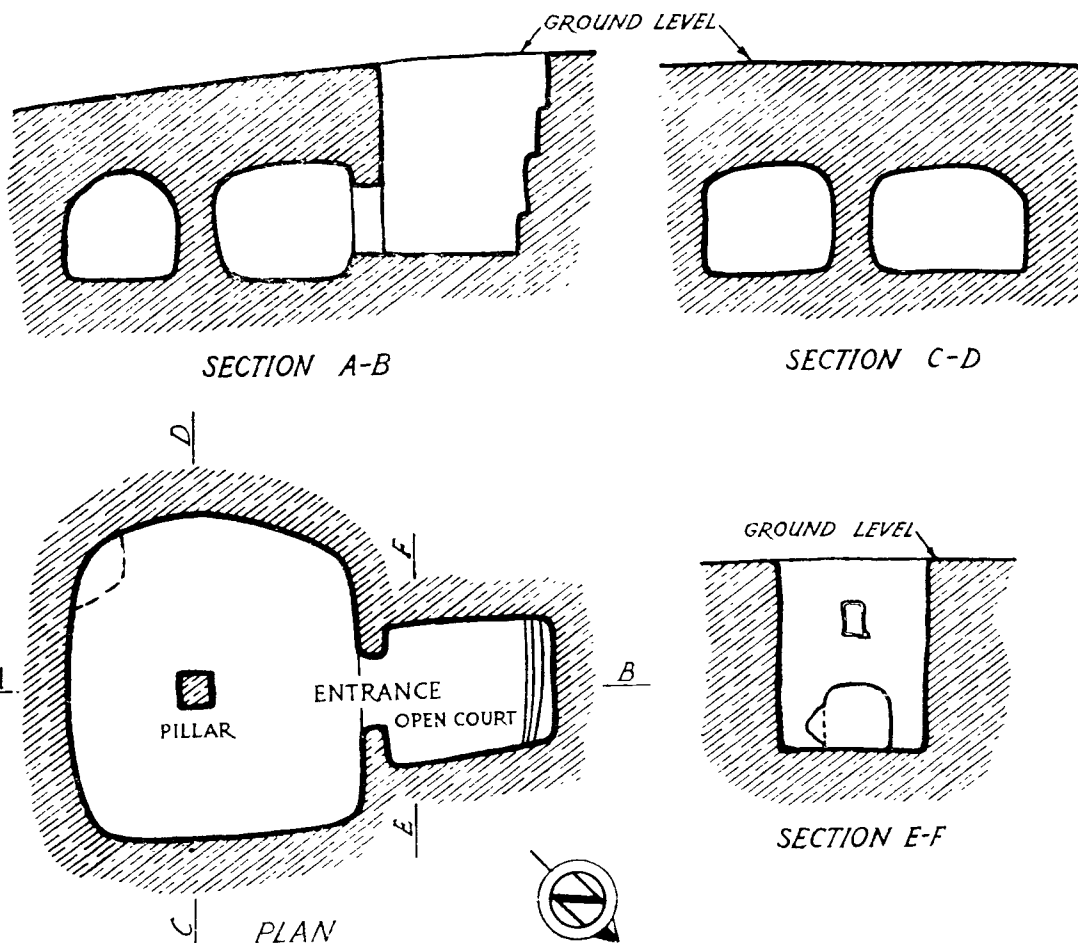 GROUND LEVEL
SECTION A-B
SECTION C-D
D
F
GROUND LEVEL
B
ENTRANCE
OPEN COURT
PILLAR
E
SECTION E-F
C
PLAN
N